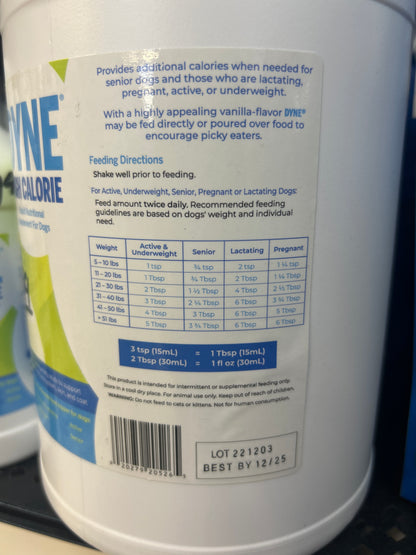 Provides additional calories when needed for
senior dogs and those who are lactating,
pregnant, active, or underweight.
With a highly appealing vanilla-flavor DYNE®
may be fed directly or poured over food to
encourage picky eaters.
DYNE®
CALORIE
Nutritional
For Dogs
Feeding Directions
Shake well prior to feeding.
For Active, Underweight, Senior, Pregnant or Lactating Dogs:
Feed amount twice daily. Recommended feeding
guidelines are based on dogs' weight and individual
need.
Weight Active & Underweight Senior Lactating Pregnant
5 – 10 lbs 1 tsp ¾ tsp 2 tsp 1 ¼ tsp
11 – 20 lbs 1 Tbsp ¾ Tbsp 2 Tbsp 1 ¼ Tbsp
21 – 30 lbs 2 Tbsp 1 ½ Tbsp 4 Tbsp 2 ½ Tbsp
31 – 40 lbs 3 Tbsp 2 ¼ Tbsp 6 Tbsp 3 ¾ Tbsp
41 – 50 lbs 4 Tbsp 3 Tbsp 6 Tbsp 5 Tbsp
> 51 lbs 5 Tbsp 3 ¾ Tbsp 6 Tbsp 6 Tbsp
3 tsp (15mL) = 1 Tbsp (15mL)
2 Tbsp (30mL) = 1 fl oz (30mL)
This product is intended for intermittent or supplemental feeding only.
Store in a cool dry place. For animal use only. Keep out of reach of children.
WARNING: Do not feed to cats or kittens. Not for human consumption.
LOT 221203
BEST BY 12/25
20279 20526